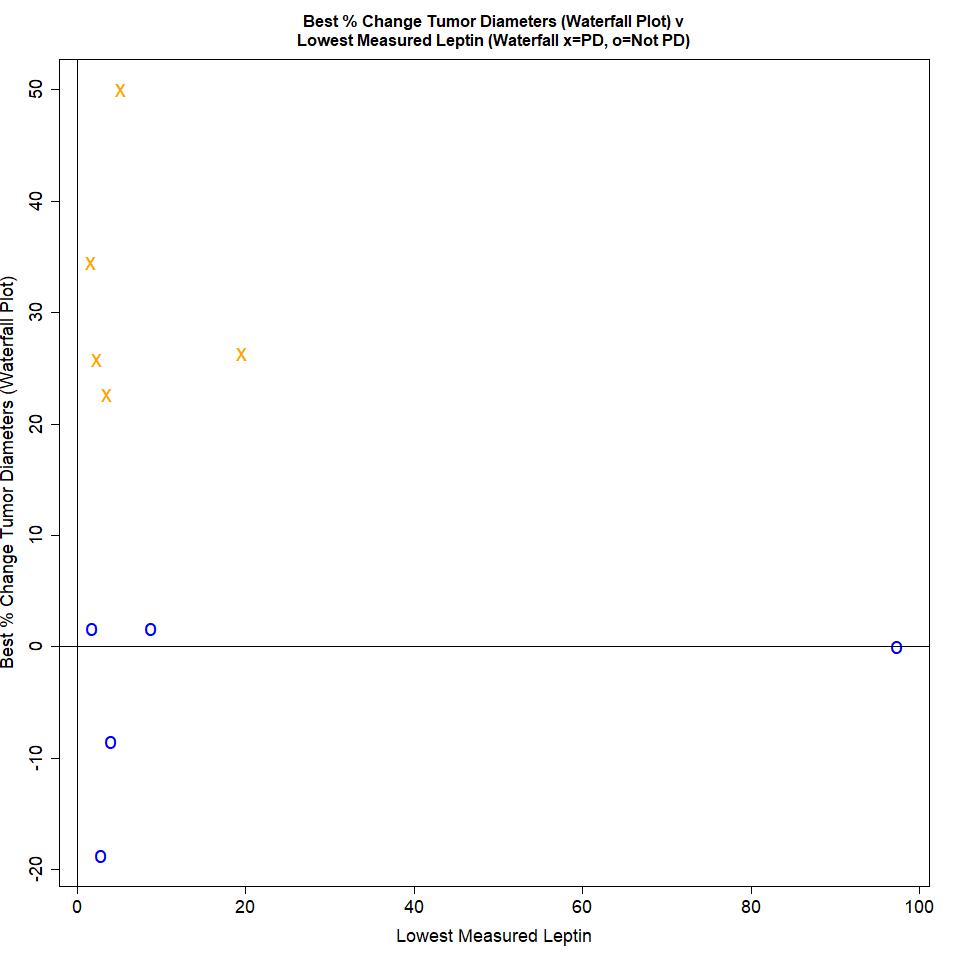 Best % Change Tumor Diameters (Waterfall Plot) v
Lowest Measured Leptin (Waterfall x=PD, o=Not PD)
Best % Change Tumor Diameters (Waterfall Plot)
50
40
30
20
10
0
-10
-20
X
X
X
X
X
O
O
O
O
O
0
20
40
60
80
100
Lowest Measured Leptin